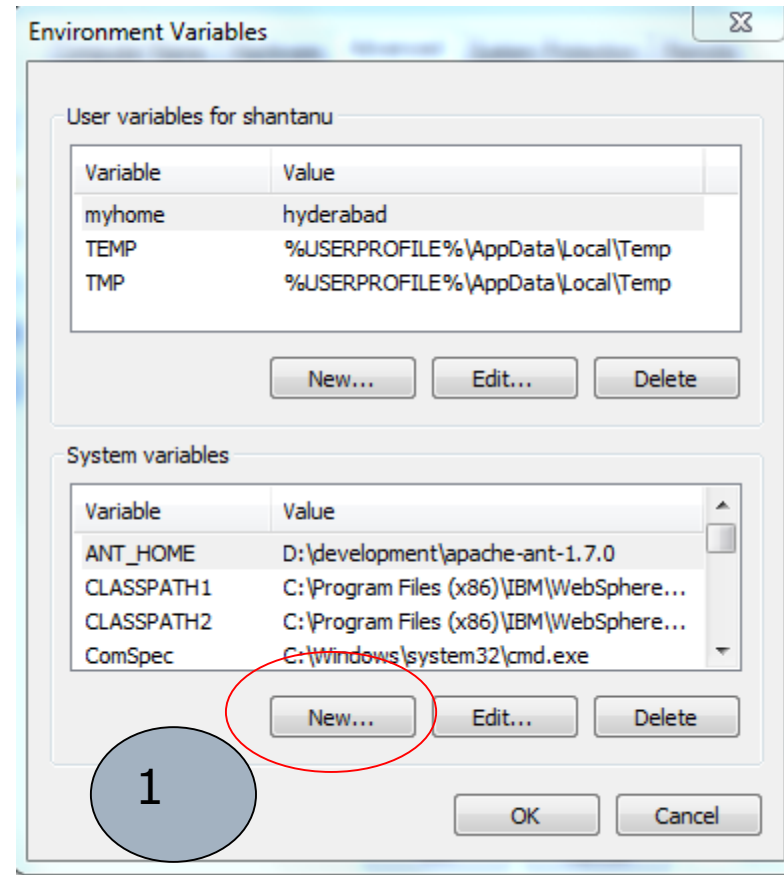 Environment Variables
User variables for shantanu
Variable Value
myhome hyderabad
TEMP %USERPROFILE%\AppData\Local\Temp
TMP %USERPROFILE%\AppData\Local\Temp
New... Edit... Delete
System variables
Variable Value
ANT_HOME D:\development\apache-ant-1.7.0
CLASSPATH1 C:\Program Files (x86)\IBM\WebSphere...
CLASSPATH2 C:\Program Files (x86)\IBM\WebSphere...
ComSpec C:\Windows\system32\cmd.exe
New... Edit... Delete
1
OK Cancel